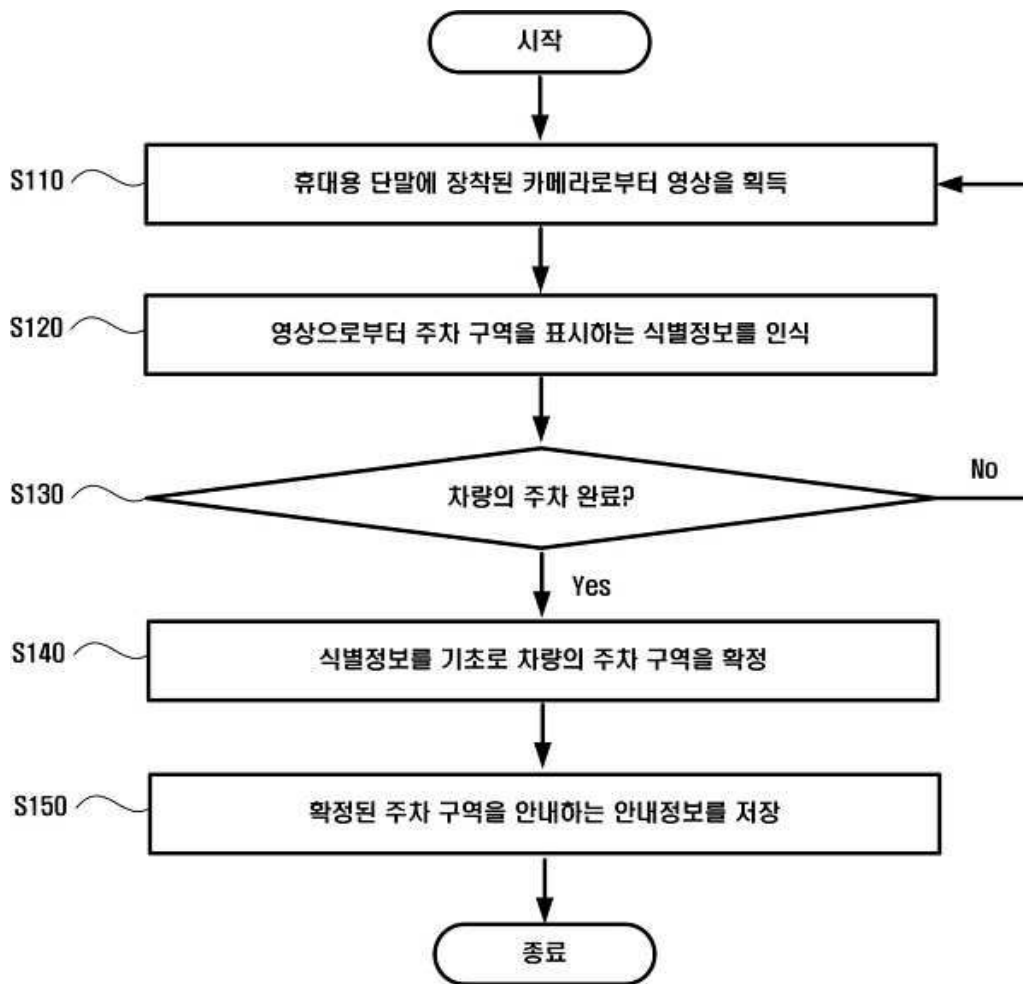 시작
S110
휴대용 단말에 장착된 카메라로부터 영상을 획득
S120
영상으로부터 주차 구역을 표시하는 식별정보를 인식
S130
차량의 주차 완료?
No
Yes
S140
식별정보를 기초로 차량의 주차 구역을 확정
S150
확정된 주차 구역을 안내하는 안내정보를 저장
종료